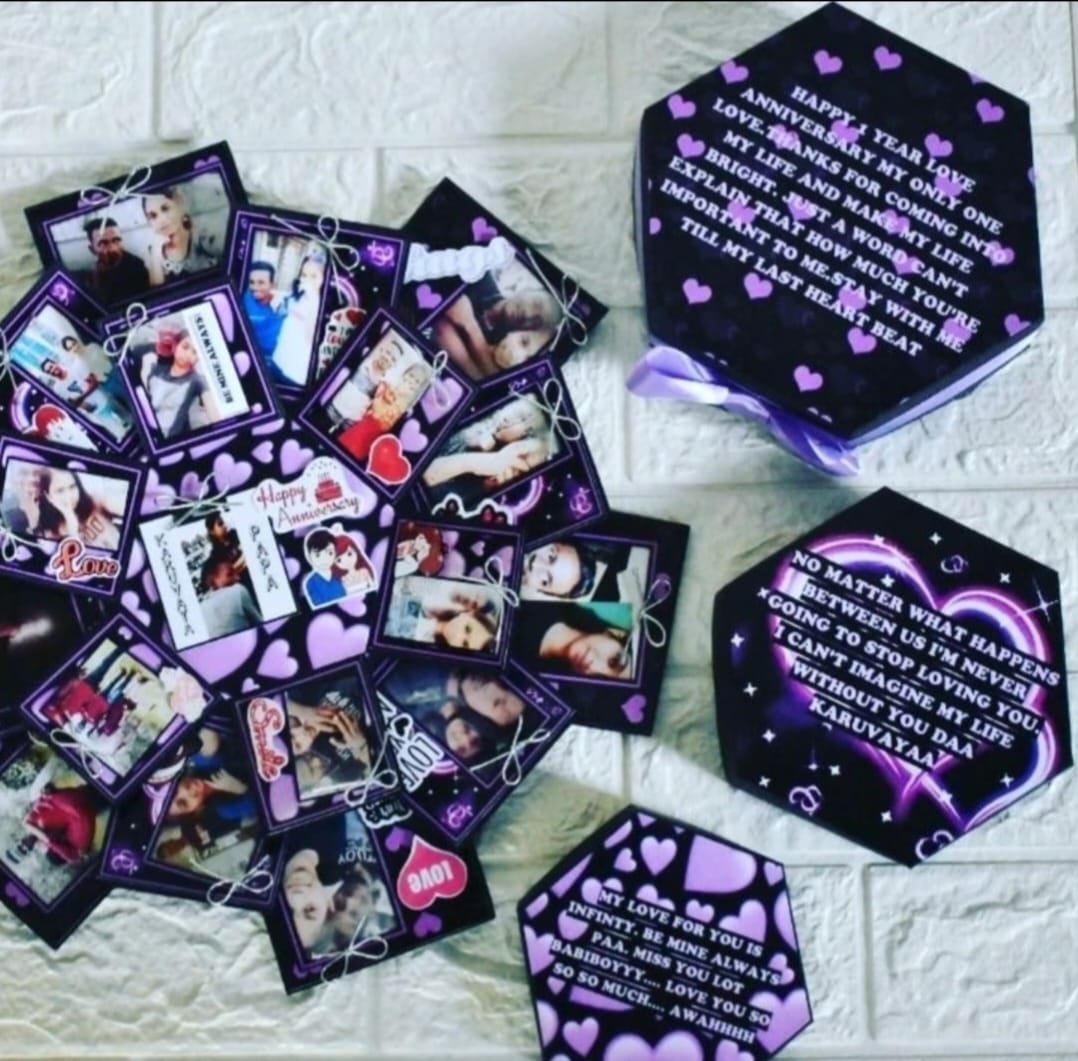 HAPPY 1 YEAR LOVE
ANNIVERSARY MY ONLY ONE
LOVE.THANKS FOR COMING INTO
MY LIFE AND MAKE MY LIFE
BRIGHT. JUST A WORD CAN'T
EXPLAIN THAT HOW MUCH YOU'RE
IMPORTANT TO ME.STAY WITH ME
TILL MY LAST HEART BEAT
NO MATTER WHAT HAPPENS
BETWEEN US I'M NEVER
GOING TO STOP LOVING YOU.
I CAN'T IMAGINE MY LIFE
WITHOUT YOU DAA
KARUVAYAA
MY LOVE FOR YOU IS
INFINTY. BE MINE ALWAYS
PAA. MISS YOU LOT
BABIBOYYY.... LOVE YOU SO
SO SO MUCH.... AWAHHHH
BE MINE ALWAYS
Happy
Anniversary
KARUVAYA
PAPA
Love
Smile
LOVE
love